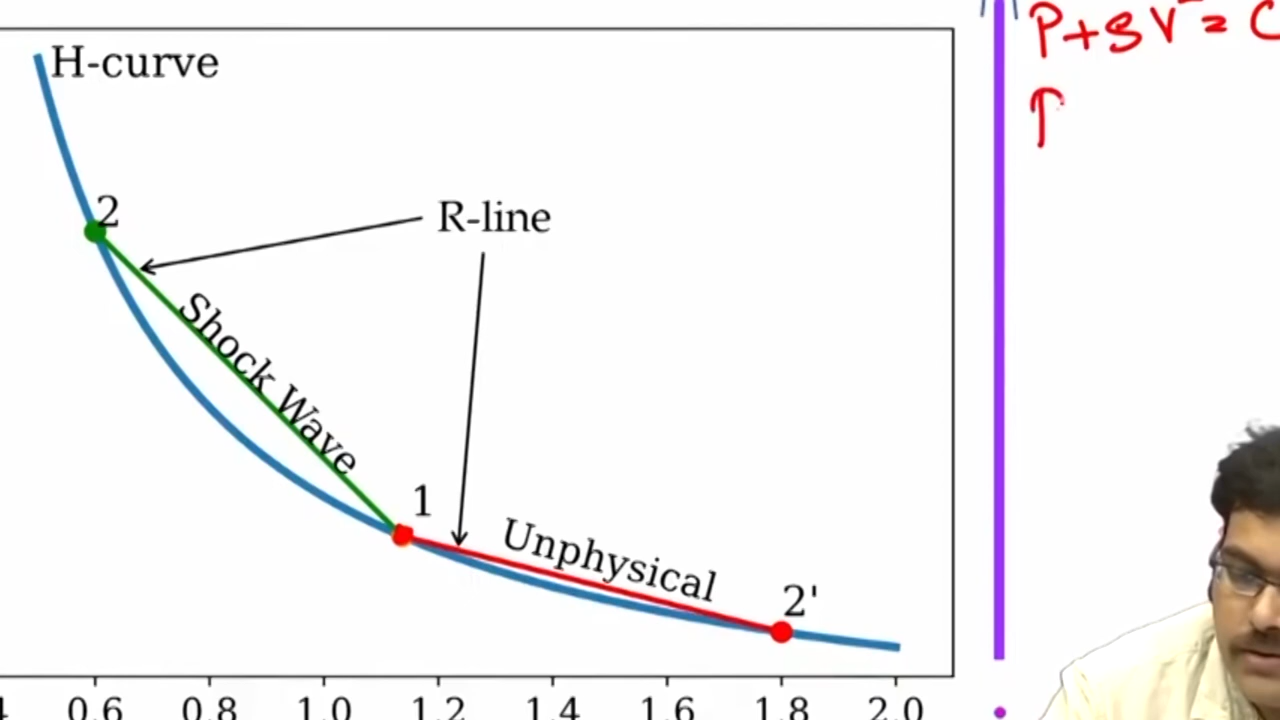 H-curve
P+ρV²=C
2
R-line
Shock Wave
1
Unphysical
2'
0.6 0.8 1.0 1.2 1.4 1.6 1.8 2.0